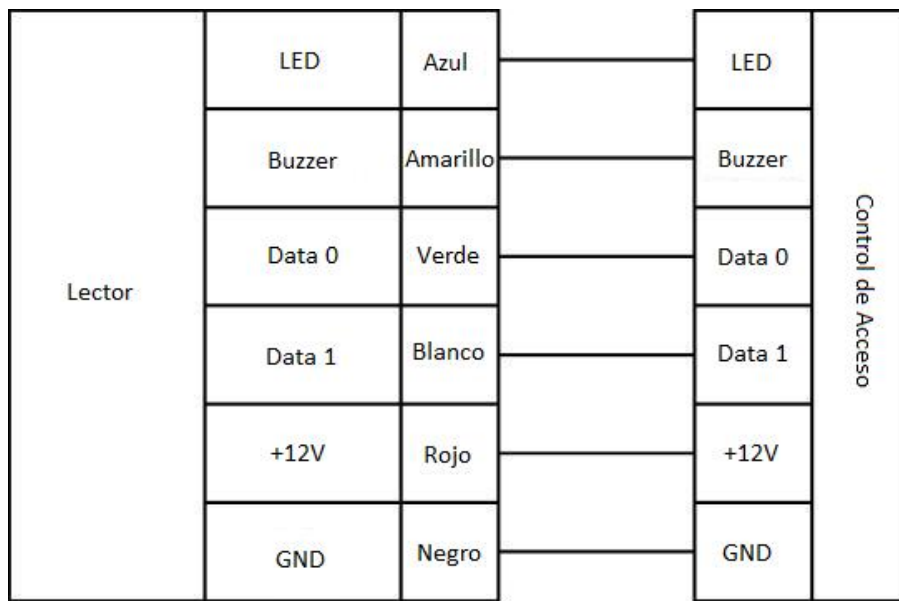 LED Azul LED
Buzzer Amarillo Buzzer
Data 0 Verde Data 0
Lector
Control de Acceso
Data 1 Blanco Data 1
+12V Rojo +12V
GND Negro GND